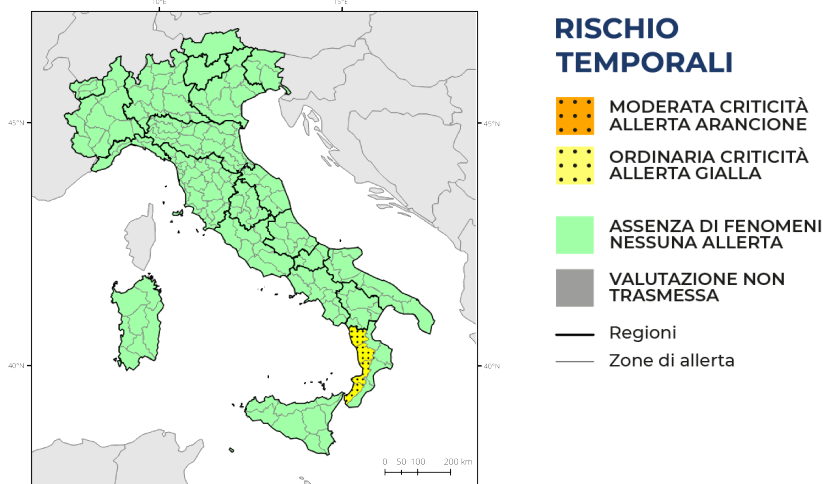 RISCHIO
TEMPORALI
MODERATA CRITICITÀ
ALLERTA ARANCIONE
ORDINARIA CRITICITÀ
ALLERTA GIALLA
ASSENZA DI FENOMENI
NESSUNA ALLERTA
VALUTAZIONE NON
TRASMESSA
Regioni
Zone di allerta
45°N
45°N
40°N
40°N
0 50 100 200 km